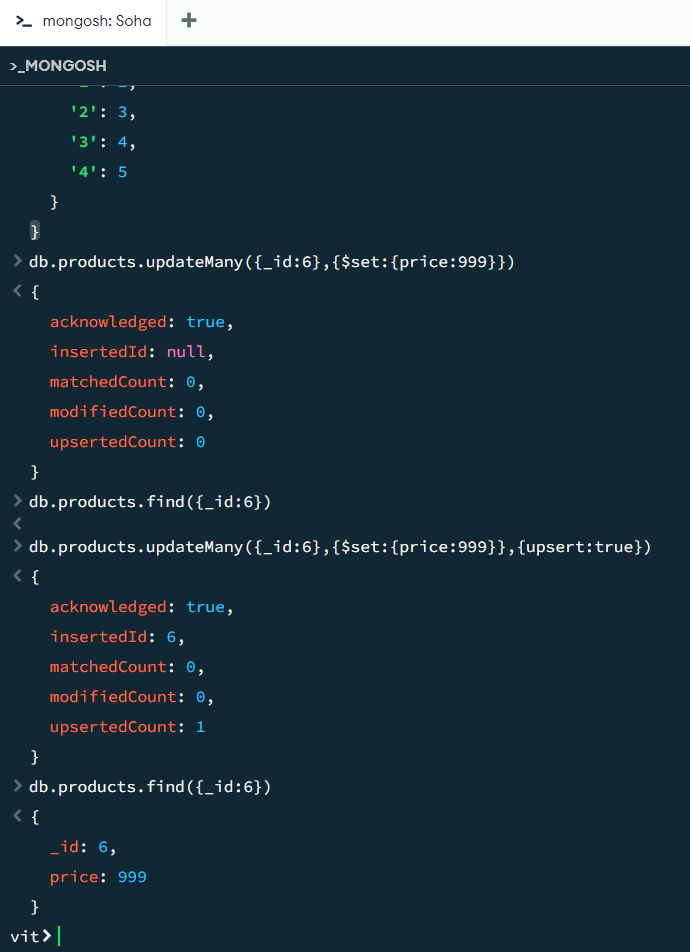 >_ mongosh: Soha +
>_MONGOSH
'2': 3,
'3': 4,
'4': 5
}
}
> db.products.updateMany({_id:6},{$set:{price:999}})
< {
acknowledged: true,
insertedId: null,
matchedCount: 0,
modifiedCount: 0,
upsertedCount: 0
}
> db.products.find({_id:6})
<
> db.products.updateMany({_id:6},{$set:{price:999}},{upsert:true})
< {
acknowledged: true,
insertedId: 6,
matchedCount: 0,
modifiedCount: 0,
upsertedCount: 1
}
> db.products.find({_id:6})
< {
_id: 6,
price: 999
}
vit>